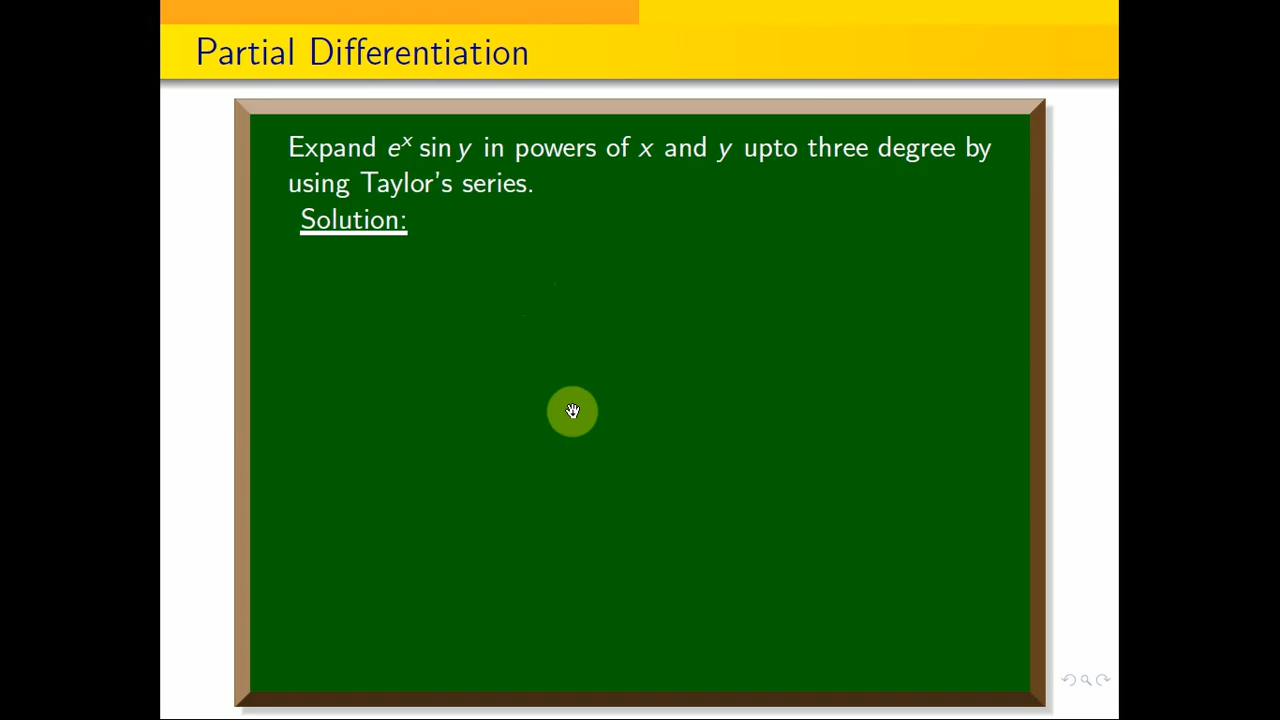 Partial Differentiation
Expand e^x sin y in powers of x and y upto three degree by
using Taylor's series.
Solution: